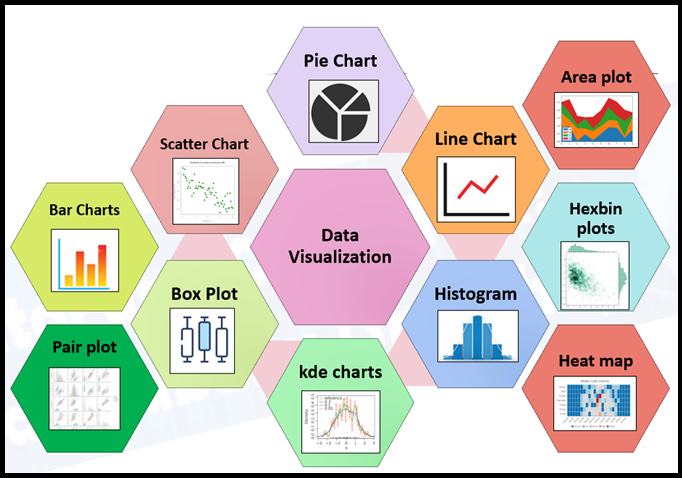 Pie Chart
Area plot
Scatter Chart
Line Chart
Bar Charts
Hexbin
plots
Data
Visualization
Box Plot
Histogram
Pair plot
kde charts
Heat map